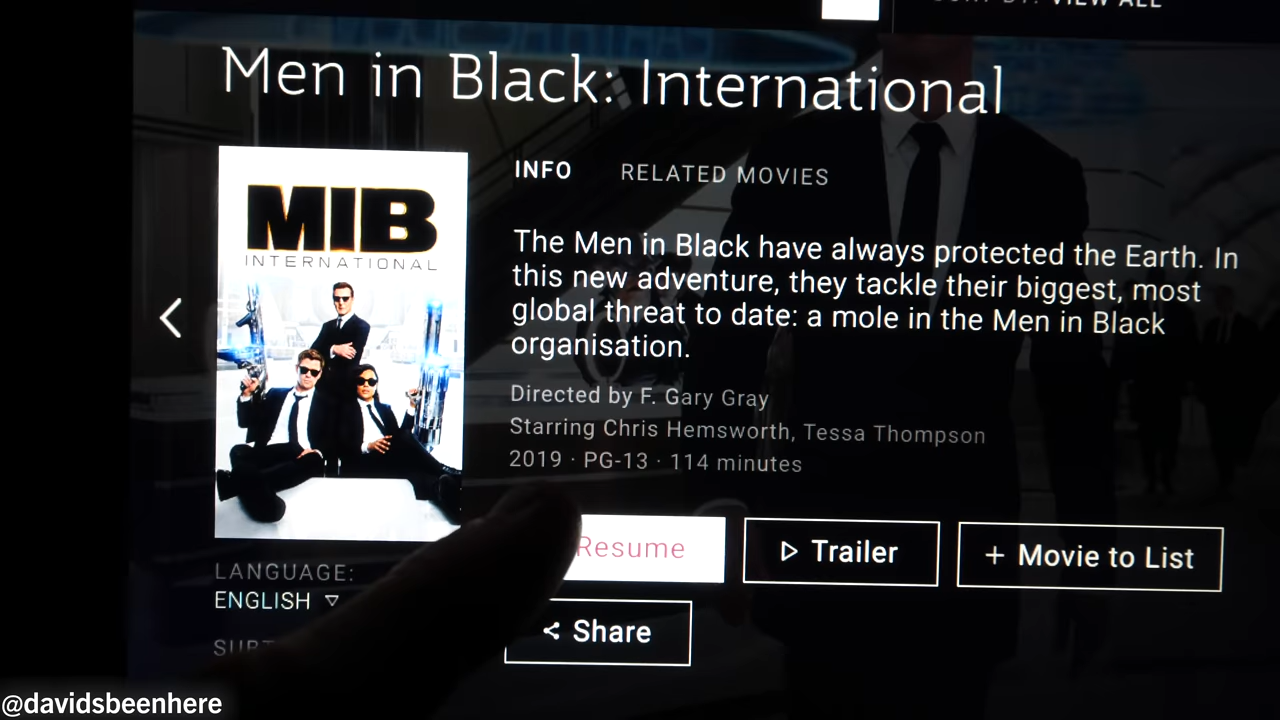 VIEW ALL
Men in Black: International
INFO RELATED MOVIES
MIB
INTERNATIONAL
The Men in Black have always protected the Earth. In
this new adventure, they tackle their biggest, most
global threat to date: a mole in the Men in Black
organisation.
Directed by F. Gary Gray
Starring Chris Hemsworth, Tessa Thompson
2019 · PG-13 · 114 minutes
Resume
Trailer
+ Movie to List
LANGUAGE:
ENGLISH
Share
@davidsbeenhere